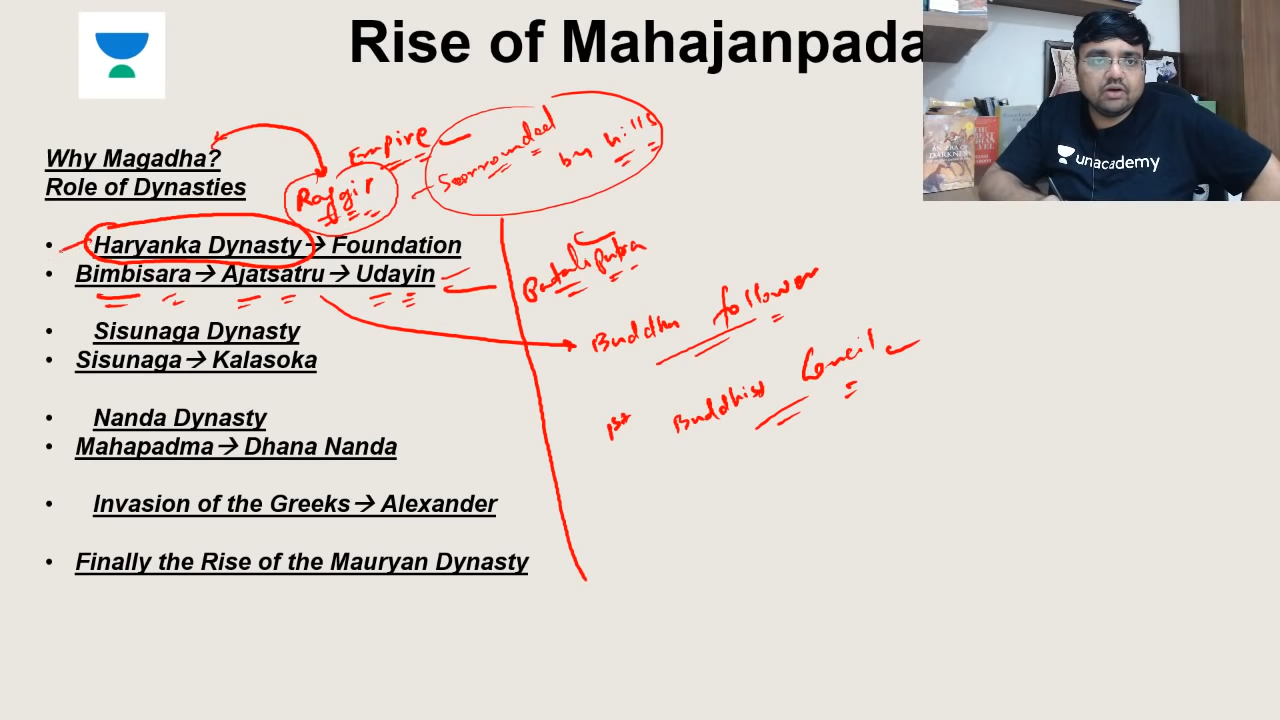 Rise of Mahajanpada
unacademy
Why Magadha?
Role of Dynasties
Empire
Surrounded
by hills
Rajgir
• Haryanka Dynasty→ Foundation
• Bimbisara→ Ajatsatru→ Udayin
Pataliputra
Buddha follower
• Sisunaga Dynasty
• Sisunaga→ Kalasoka
1st Buddhist Council
• Nanda Dynasty
• Mahapadma→ Dhana Nanda
• Invasion of the Greeks→ Alexander
• Finally the Rise of the Mauryan Dynasty